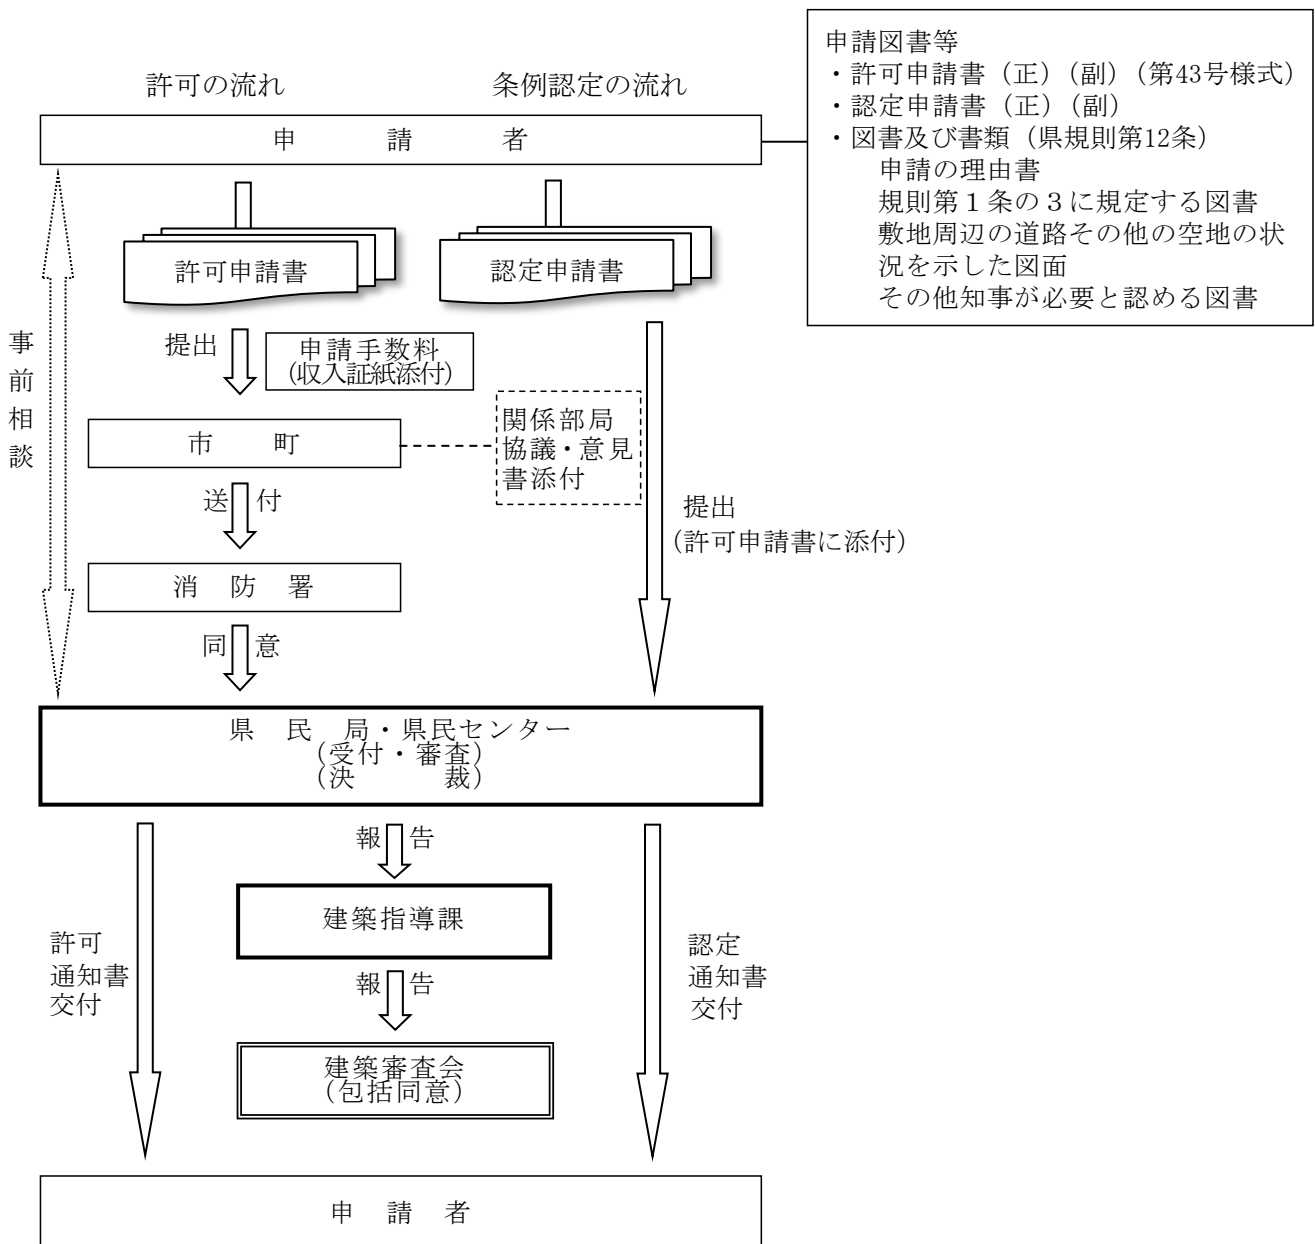 許可の流れ
条例認定の流れ
申請者
申請図書等
・許可申請書（正）（副）（第43号様式）
・認定申請書（正）（副）
・図書及び書類（県規則第12条）
申請の理由書
規則第１条の３に規定する図書
敷地周辺の道路その他の空地の状
況を示した図面
その他知事が必要と認める図書
許可申請書
認定申請書
事前相談
提出
申請手数料
（収入証紙添付）
市町
関係部局
協議・意見
書添付
送付
提出
（許可申請書に添付）
消防署
同意
県民局・県民センター
（受付・審査）
（決裁）
報告
建築指導課
許可
通知書
交付
認定
通知書
交付
報告
建築審査会
（包括同意）
申請者